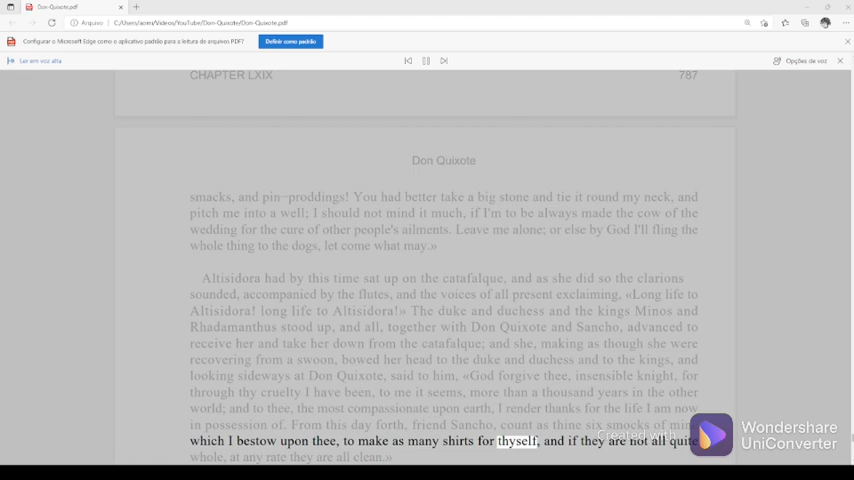 Don-Quixote.pdf
Arquivo C:/Users/aoxni/Videos/YouTube/Don-Quixote/Don-Quixote.pdf
Configurar o Microsoft Edge como o aplicativo padrão para a leitura de arquivos PDF? Definir como padrão
Ler em voz alta Opções de voz
CHAPTER LXIX 787
Don Quixote
smacks, and pin-proddings! You had better take a big stone and tie it round my neck, and
pitch me into a well; I should not mind it much, if I'm to be always made the cow of the
wedding for the cure of other people's ailments. Leave me alone; or else by God I'll fling the
whole thing to the dogs, let come what may.»
Altisidora had by this time sat up on the catafalque, and as she did so the clarions
sounded, accompanied by the flutes, and the voices of all present exclaiming, «Long life to
Altisidora! long life to Altisidora!» The duke and duchess and the kings Minos and
Rhadamanthus stood up, and all, together with Don Quixote and Sancho, advanced to
receive her and take her down from the catafalque; and she, making as though she were
recovering from a swoon, bowed her head to the duke and duchess and to the kings, and
looking sideways at Don Quixote, said to him, «God forgive thee, insensible knight, for
through thy cruelty I have been, to me it seems, more than a thousand years in the other
world; and to thee, the most compassionate upon earth, I render thanks for the life I am now
in possession of. From this day forth, friend Sancho, count as thine six smocks of mine
which I bestow upon thee, to make as many shirts for thyself, and if they are not all quite
whole, at any rate they are all clean.»
Created with
Wondershare
UniConverter